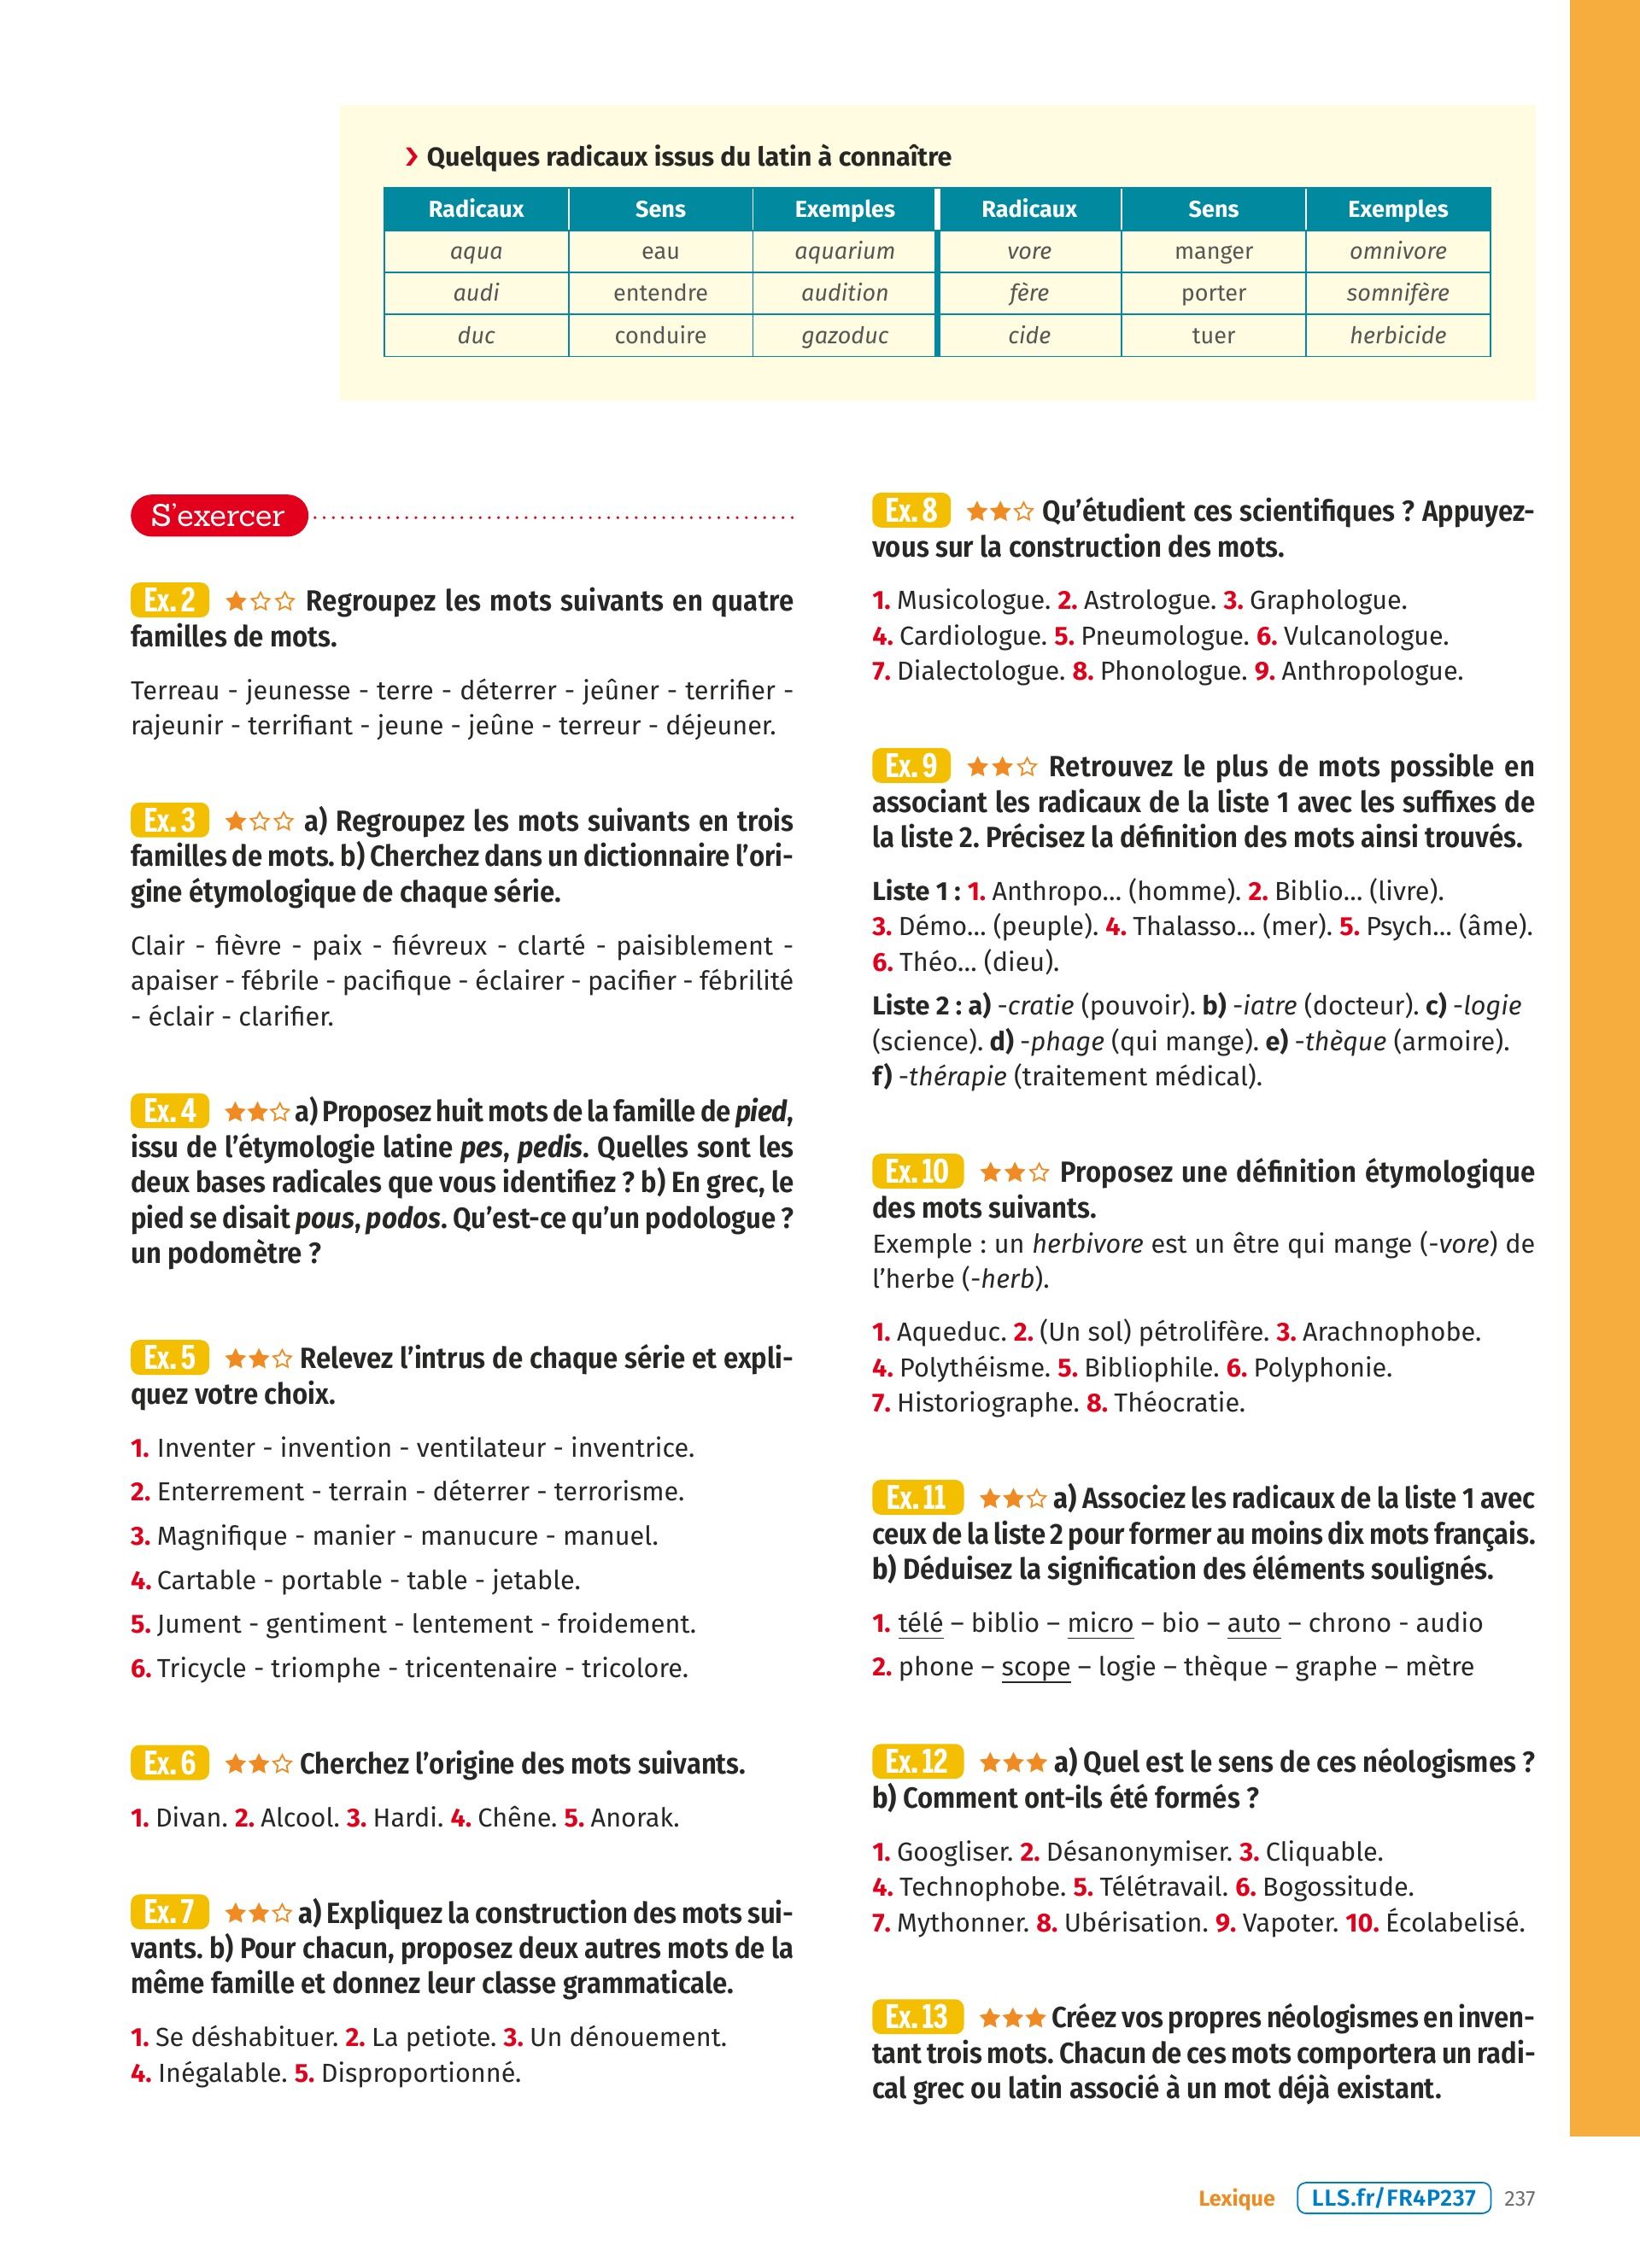 › Quelques radicaux issus du latin à connaître
Radicaux Sens Exemples Radicaux Sens Exemples
aqua eau aquarium vore manger omnivore
audi entendre audition fère porter somnifère
duc conduire gazoduc cide tuer herbicide
S'exercer
Ex. 2 ★☆☆ Regroupez les mots suivants en quatre
familles de mots.
Terreau - jeunesse - terre - déterrer - jeûner - terrifier -
rajeunir - terrifiant - jeune - jeûne - terreur - déjeuner.
Ex. 3 ★☆☆ a) Regroupez les mots suivants en trois
familles de mots. b) Cherchez dans un dictionnaire l'ori-
gine étymologique de chaque série.
Clair - fièvre - paix - fiévreux - clarté - paisiblement -
apaiser - fébrile - pacifique - éclairer - pacifier - fébrilité
- éclair - clarifier.
Ex. 4 ★★☆ a) Proposez huit mots de la famille de pied,
issu de l'étymologie latine pes, pedis. Quelles sont les
deux bases radicales que vous identifiez ? b) En grec, le
pied se disait pous, podos. Qu'est-ce qu'un podologue ?
un podomètre ?
Ex. 5 ★★☆ Relevez l'intrus de chaque série et expli-
quez votre choix.
1. Inventer - invention - ventilateur - inventrice.
2. Enterrement - terrain - déterrer - terrorisme.
3. Magnifique - manier - manucure - manuel.
4. Cartable - portable - table - jetable.
5. Jument - gentiment - lentement - froidement.
6. Tricycle - triomphe - tricentenaire - tricolore.
Ex. 6 ★★☆ Cherchez l'origine des mots suivants.
1. Divan. 2. Alcool. 3. Hardi. 4. Chêne. 5. Anorak.
Ex. 7 ★★☆ a) Expliquez la construction des mots sui-
vants. b) Pour chacun, proposez deux autres mots de la
même famille et donnez leur classe grammaticale.
1. Se déshabituer. 2. La petiote. 3. Un dénouement.
4. Inégalable. 5. Disproportionné.
Ex. 8 ★★☆ Qu'étudient ces scientifiques ? Appuyez-
vous sur la construction des mots.
1. Musicologue. 2. Astrologue. 3. Graphologue.
4. Cardiologue. 5. Pneumologue. 6. Vulcanologue.
7. Dialectologue. 8. Phonologue. 9. Anthropologue.
Ex. 9 ★★☆ Retrouvez le plus de mots possible en
associant les radicaux de la liste 1 avec les suffixes de
la liste 2. Précisez la définition des mots ainsi trouvés.
Liste 1 : 1. Anthropo... (homme). 2. Biblio... (livre).
3. Démo... (peuple). 4. Thalasso... (mer). 5. Psych... (âme).
6. Théo... (dieu).
Liste 2 : a) -cratie (pouvoir). b) -iatre (docteur). c) -logie
(science). d) -phage (qui mange). e) -thèque (armoire).
f) -thérapie (traitement médical).
Ex. 10 ★★☆ Proposez une définition étymologique
des mots suivants.
Exemple : un herbivore est un être qui mange (-vore) de
l'herbe (-herb).
1. Aqueduc. 2. (Un sol) pétrolifère. 3. Arachnophobe.
4. Polythéisme. 5. Bibliophile. 6. Polyphonie.
7. Historiographe. 8. Théocratie.
Ex. 11 ★★☆ a) Associez les radicaux de la liste 1 avec
ceux de la liste 2 pour former au moins dix mots français.
b) Déduisez la signification des éléments soulignés.
1. télé – biblio – micro – bio – auto – chrono - audio
2. phone – scope – logie – thèque – graphe – mètre
Ex. 12 ★★★ a) Quel est le sens de ces néologismes ?
b) Comment ont-ils été formés ?
1. Googliser. 2. Désanonymiser. 3. Cliquable.
4. Technophobe. 5. Télétravail. 6. Bogossitude.
7. Mythonner. 8. Ubérisation. 9. Vapoter. 10. Écolabelisé.
Ex. 13 ★★★ Créez vos propres néologismes en inven-
tant trois mots. Chacun de ces mots comportera un radi-
cal grec ou latin associé à un mot déjà existant.
Lexique LLS.fr/FR4P237 237